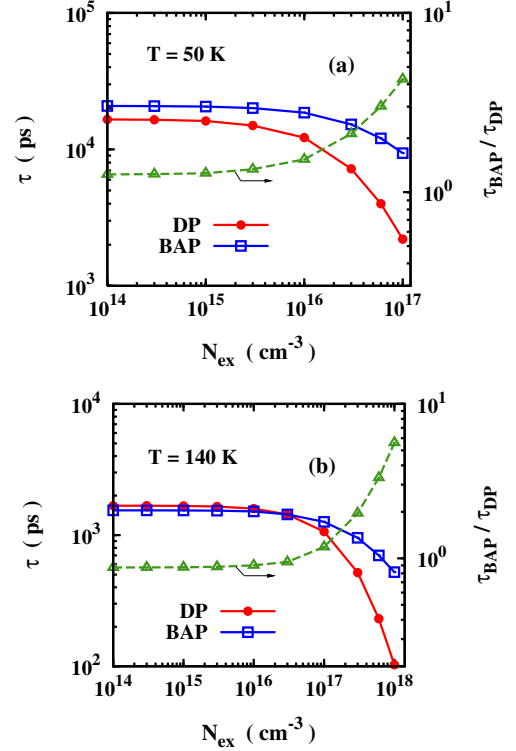 10^5
10^1
T = 50 K
(a)
τ ( ps )
10^4
10^0
τ_BAP / τ_DP
DP
BAP
10^3
10^14
10^15
10^16
10^17
N_ex ( cm^-3 )
10^4
10^1
T = 140 K
(b)
τ ( ps )
10^3
10^0
τ_BAP / τ_DP
DP
BAP
10^2
10^14
10^15
10^16
10^17
10^18
N_ex ( cm^-3 )